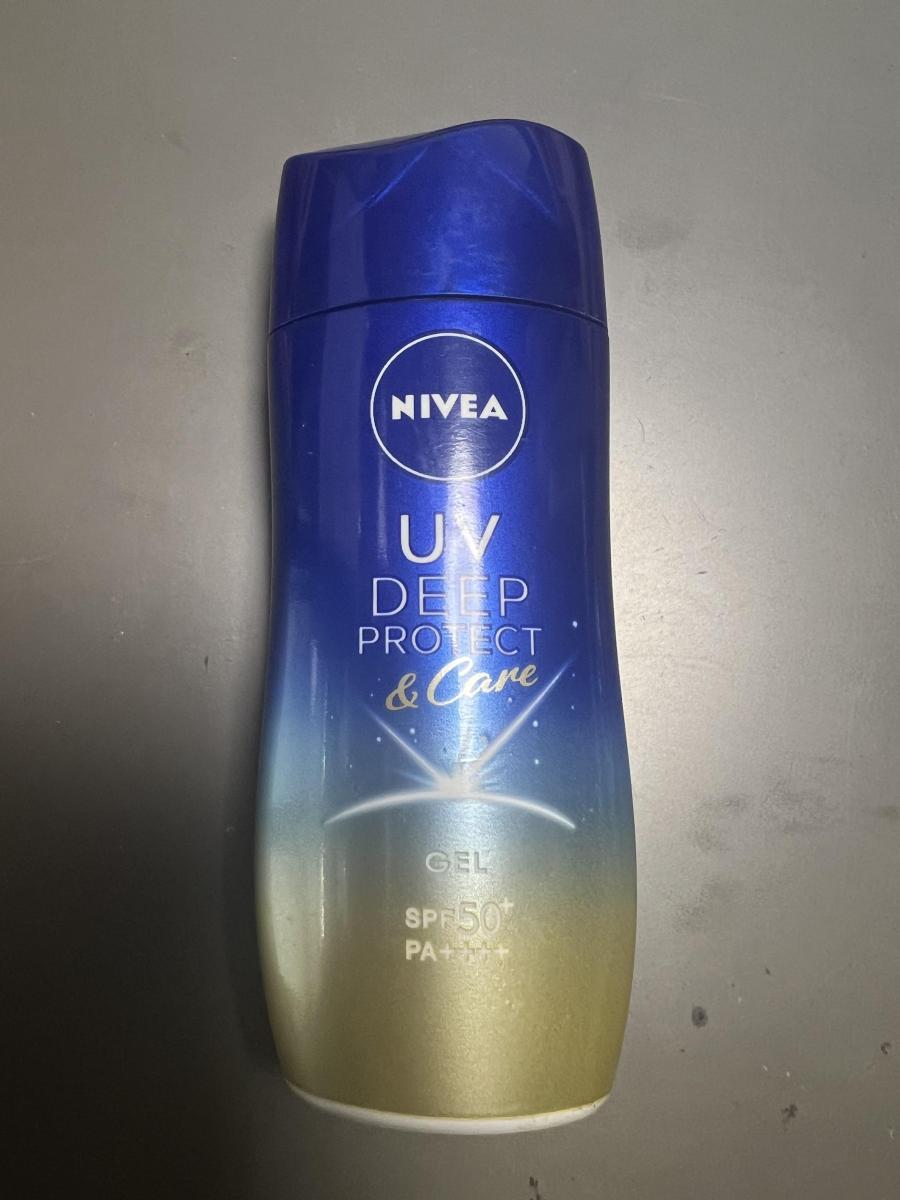 NIVEA
UV
DEEP
PROTECT
& Care
GEL
SPF50+
PA++++